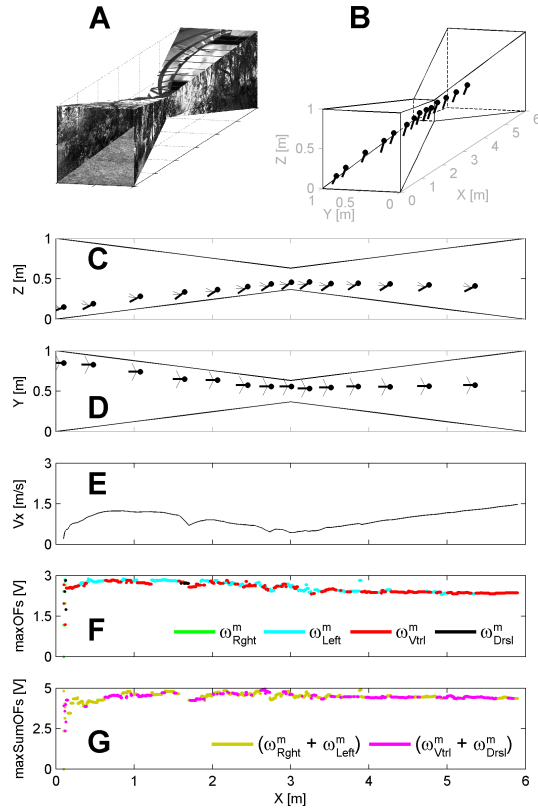 A
B
1
Z [m]
0
1
0.5
0
Y [m]
0
1
2
3
4
5
6
X [m]
C
1
0.5
0
Z [m]
D
1
0.5
0
Y [m]
E
3
1.5
0
Vx [m/s]
F
3
1.5
0
maxOFs [V]
ω^m_Rght ω^m_Left ω^m_Vtrl ω^m_Drsl
G
5
2.5
0
maxSumOFs [V]
(ω^m_Rght + ω^m_Left) (ω^m_Vtrl + ω^m_Drsl)
0 1 2 3 4 5 6
X [m]